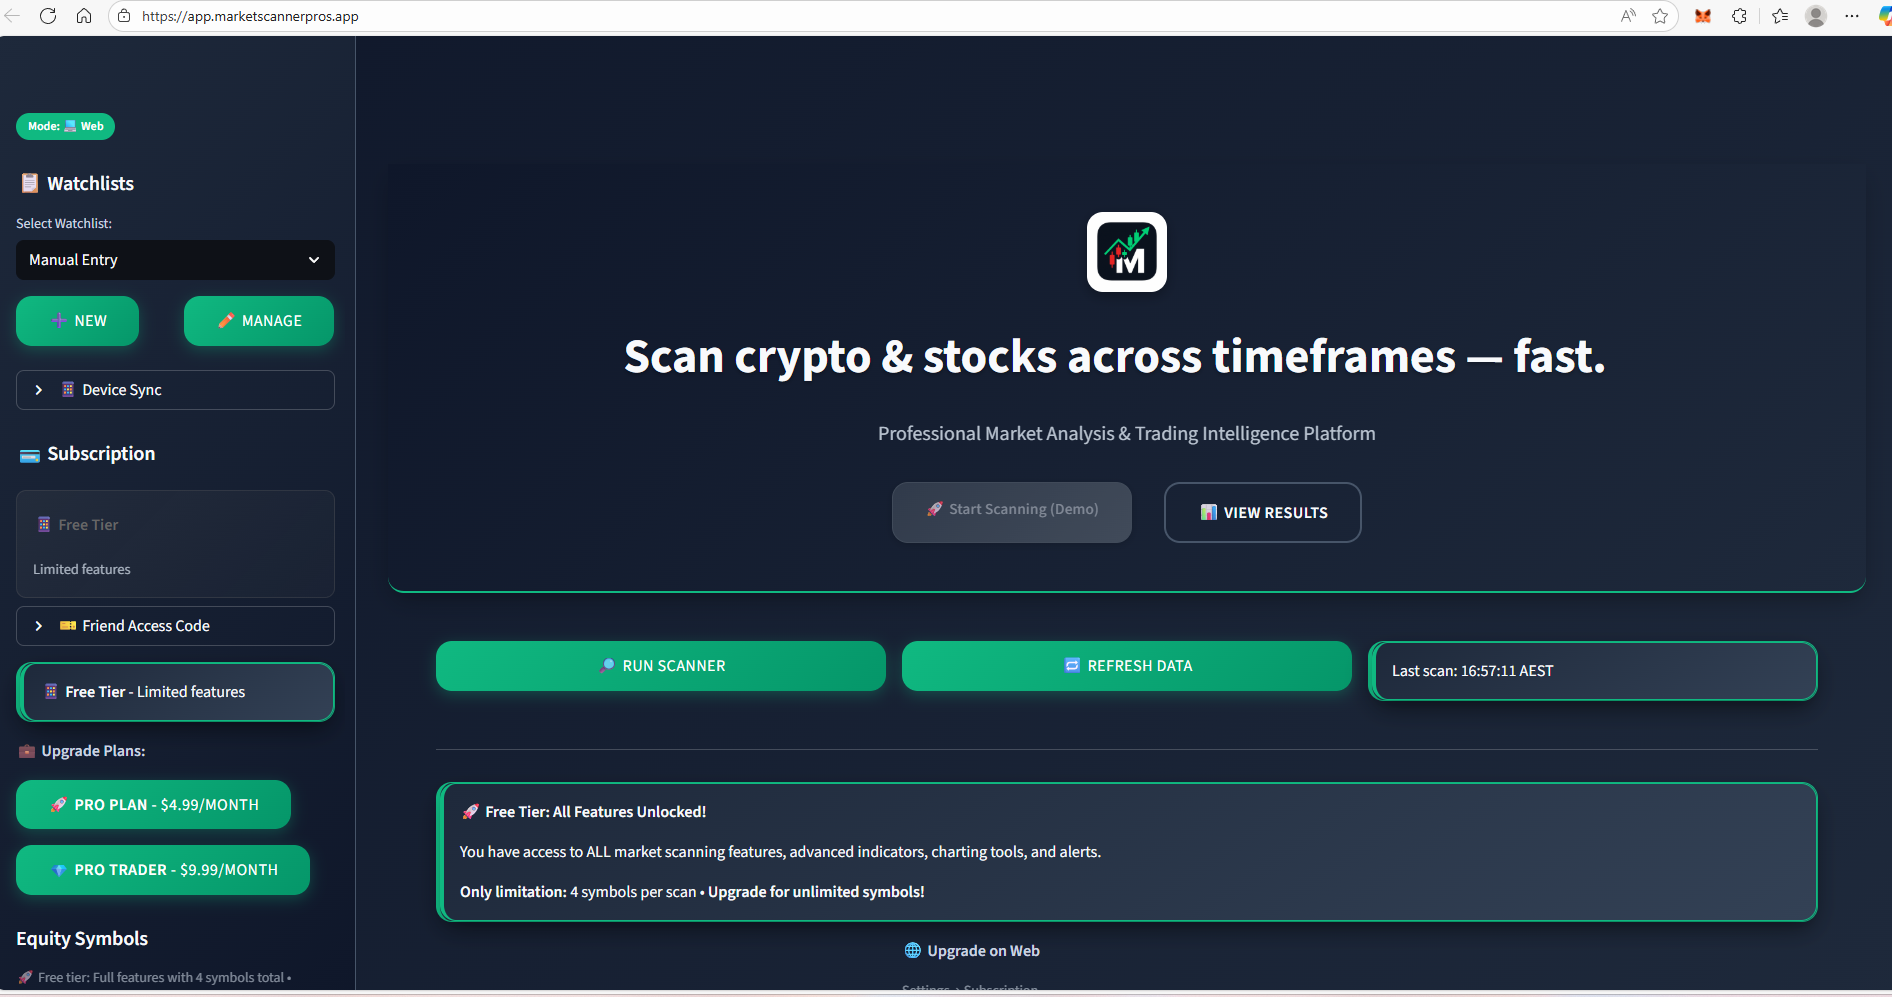 https://app.marketscannerpros.app
Mode: 💻 Web
📋 Watchlists
Select Watchlist:
Manual Entry
➕ NEW
✏️ MANAGE
📱 Device Sync
💳 Subscription
📱 Free Tier
Limited features
🎫 Friend Access Code
📱 Free Tier - Limited features
💼 Upgrade Plans:
🚀 PRO PLAN - $4.99/MONTH
💎 PRO TRADER - $9.99/MONTH
Equity Symbols
🚀 Free tier: Full features with 4 symbols total •
M
Scan crypto & stocks across timeframes — fast.
Professional Market Analysis & Trading Intelligence Platform
🚀 Start Scanning (Demo)
📊 VIEW RESULTS
🔎 RUN SCANNER
🔁 REFRESH DATA
Last scan: 16:57:11 AEST
🚀 Free Tier: All Features Unlocked!
You have access to ALL market scanning features, advanced indicators, charting tools, and alerts.
Only limitation: 4 symbols per scan • Upgrade for unlimited symbols!
🌐 Upgrade on Web
Settings › Subscription